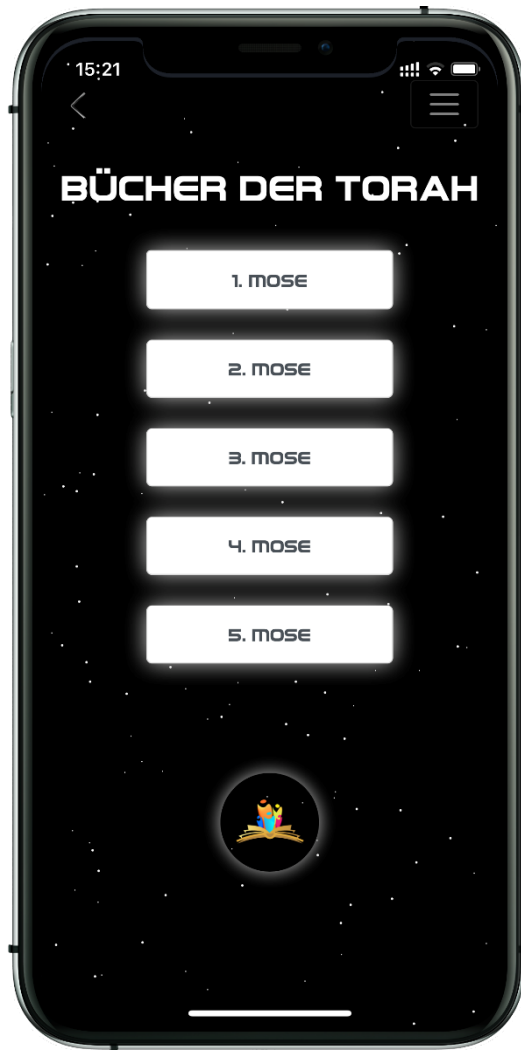 15:21
BÜCHER DER TORAH
1. MOSE
2. MOSE
3. MOSE
4. MOSE
5. MOSE